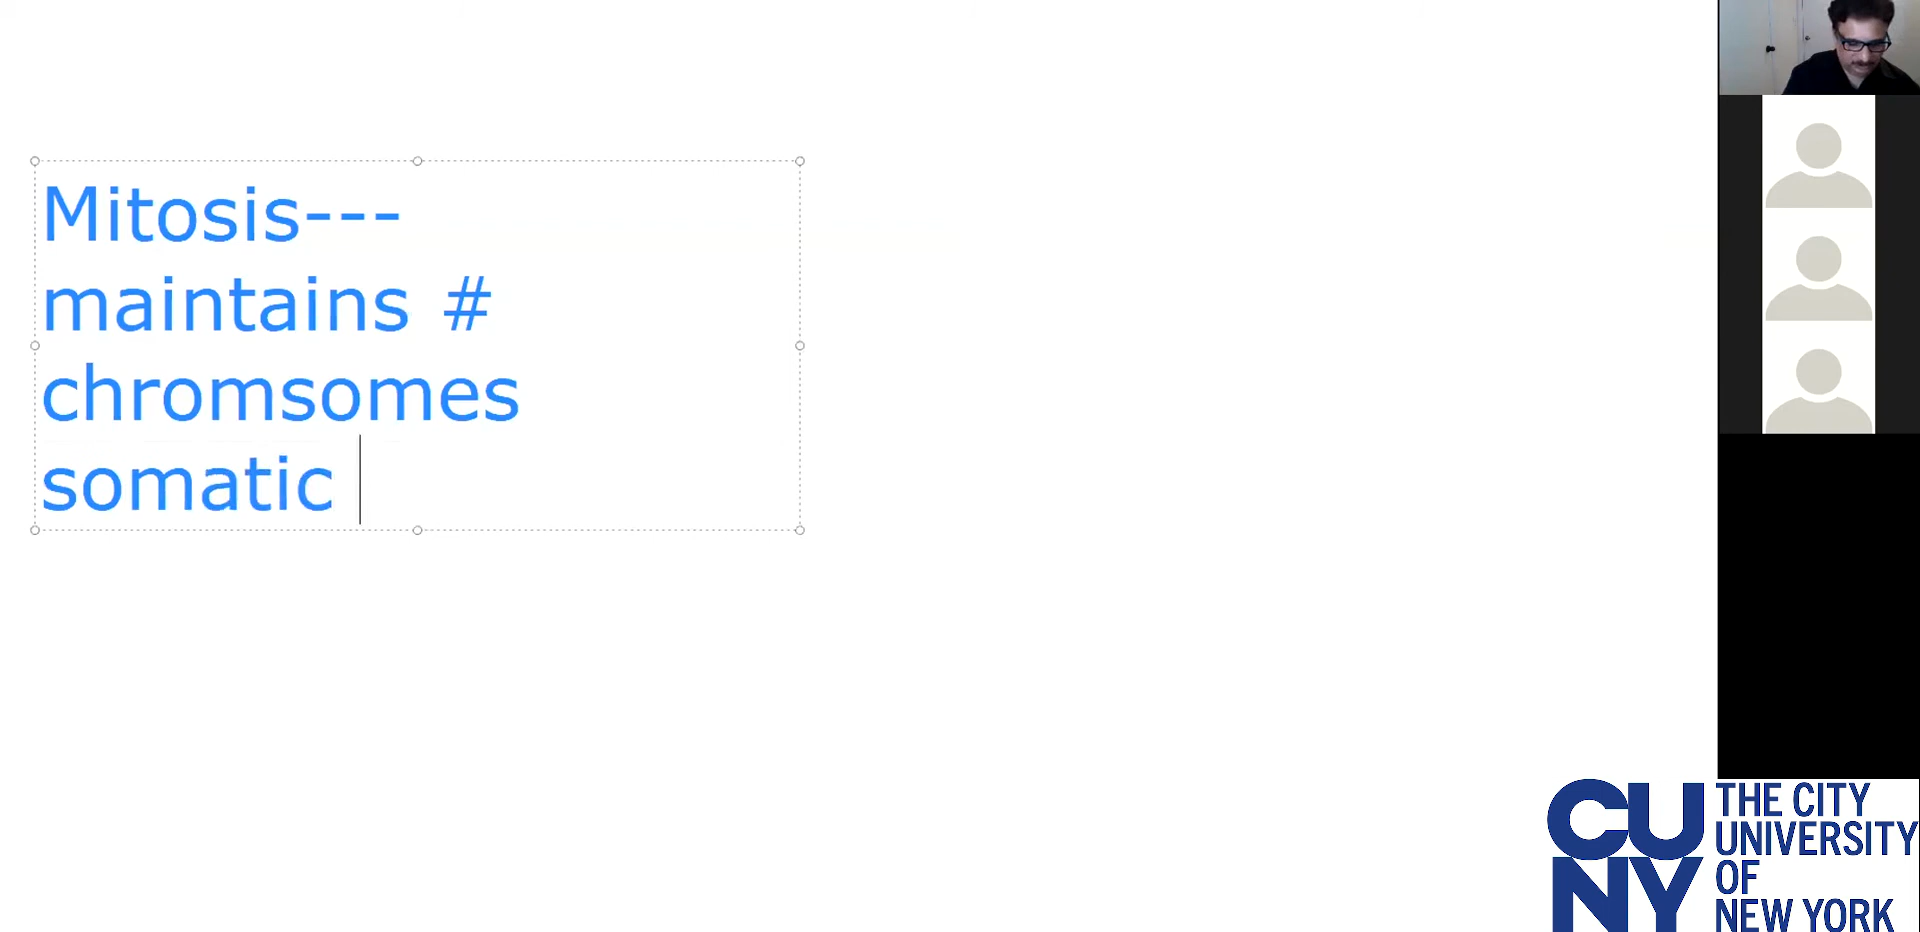 Mitosis---
maintains #
chromsomes
somatic
CU
NY
THE CITY
UNIVERSITY
OF
NEW YORK